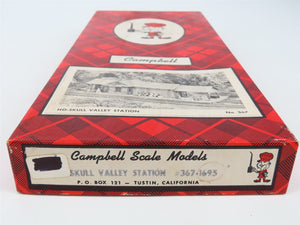 Campbell
HO-SKULL VALLEY STATION
No. 367
Campbell Scale Models
SKULL VALLEY STATION #367-1695
P. O. BOX 121 — TUSTIN, CALIFORNIA